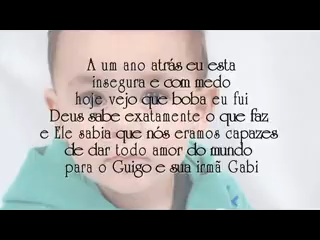 A um ano atrás eu esta
insegura e com medo
hoje vejo que boba eu fui
Deus sabe exatamente o que faz,
e Ele sabia que nós eramos capazes
de dar todo amor do mundo
para o Guigo e sua irmã Gabi